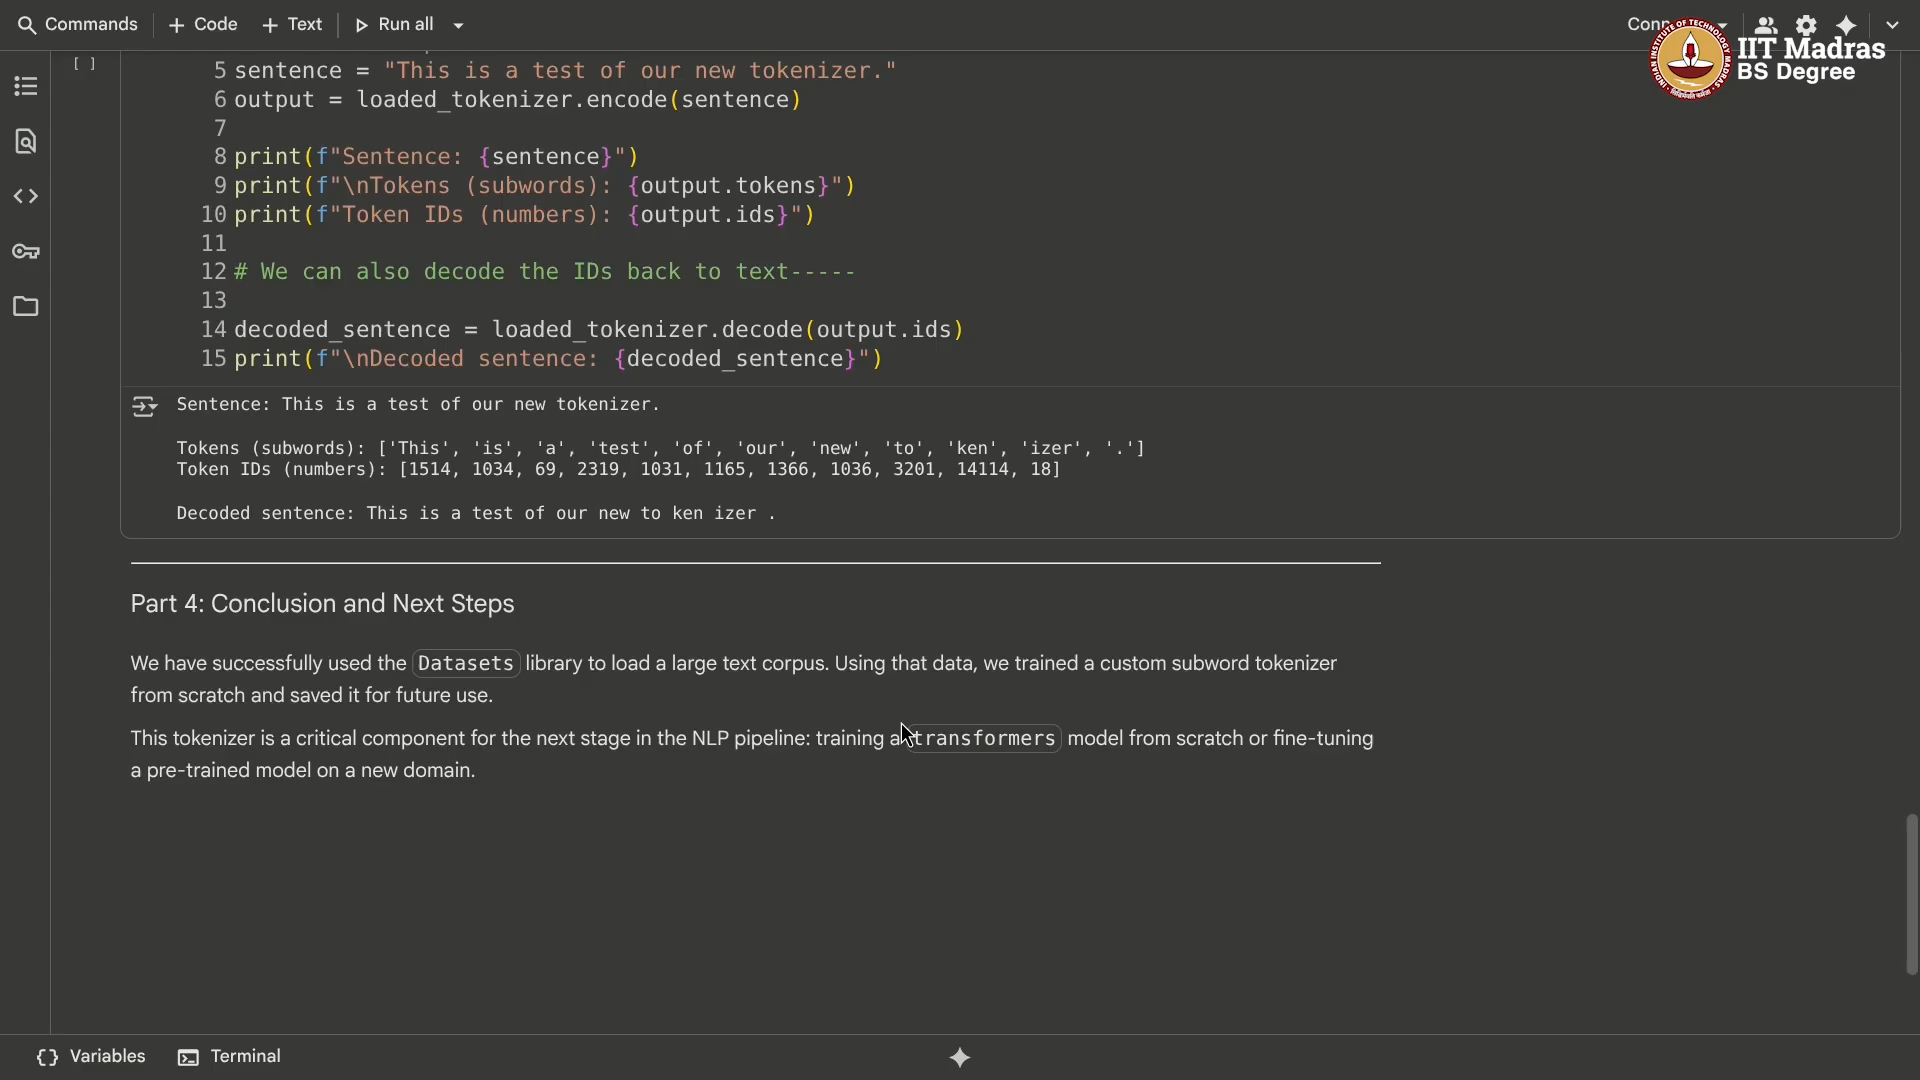 Commands + Code + Text Run all
[ ]
5 sentence = "This is a test of our new tokenizer."
6 output = loaded_tokenizer.encode(sentence)
7
8 print(f"Sentence: {sentence}")
9 print(f"\nTokens (subwords): {output.tokens}")
10 print(f"Token IDs (numbers): {output.ids}")
11
12 # We can also decode the IDs back to text-----
13
14 decoded_sentence = loaded_tokenizer.decode(output.ids)
15 print(f"\nDecoded sentence: {decoded_sentence}")
IIT Madras
BS Degree
Sentence: This is a test of our new tokenizer.
Tokens (subwords): ['This', 'is', 'a', 'test', 'of', 'our', 'new', 'to', 'ken', 'izer', '.']
Token IDs (numbers): [1514, 1034, 69, 2319, 1031, 1165, 1366, 1036, 3201, 14114, 18]
Decoded sentence: This is a test of our new to ken izer .
Part 4: Conclusion and Next Steps
We have successfully used the Datasets library to load a large text corpus. Using that data, we trained a custom subword tokenizer
from scratch and saved it for future use.
This tokenizer is a critical component for the next stage in the NLP pipeline: training a transformers model from scratch or fine-tuning
a pre-trained model on a new domain.
{} Variables Terminal